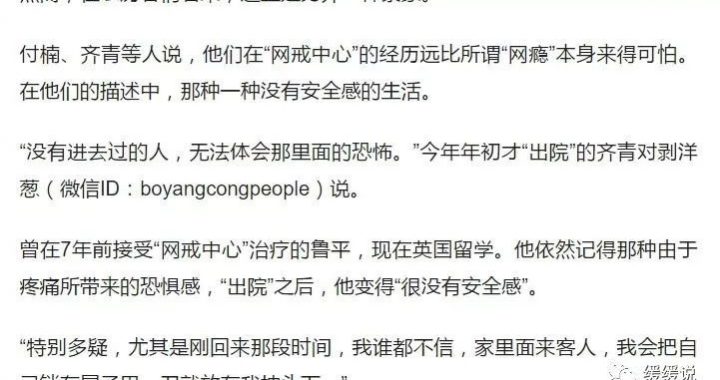 付楠、齐青等人说，他们在“网戒中心”的经历远比所谓“网瘾”本身来得可怕。
在他们的描述中，那种一种没有安全感的生活。
“没有进去过的人，无法体会那里面的恐怖。”今年年初才“出院”的齐青对剥洋
葱（微信ID：boyangcongpeople）说。
曾在7年前接受“网戒中心”治疗的鲁平，现在英国留学。他依然记得那种由于
疼痛所带来的恐惧感，“出院”之后，他变得“很没有安全感”。
“特别多疑，尤其是刚回来那段时间，我谁都不信，家里面来客人，我会把自
缓缓说